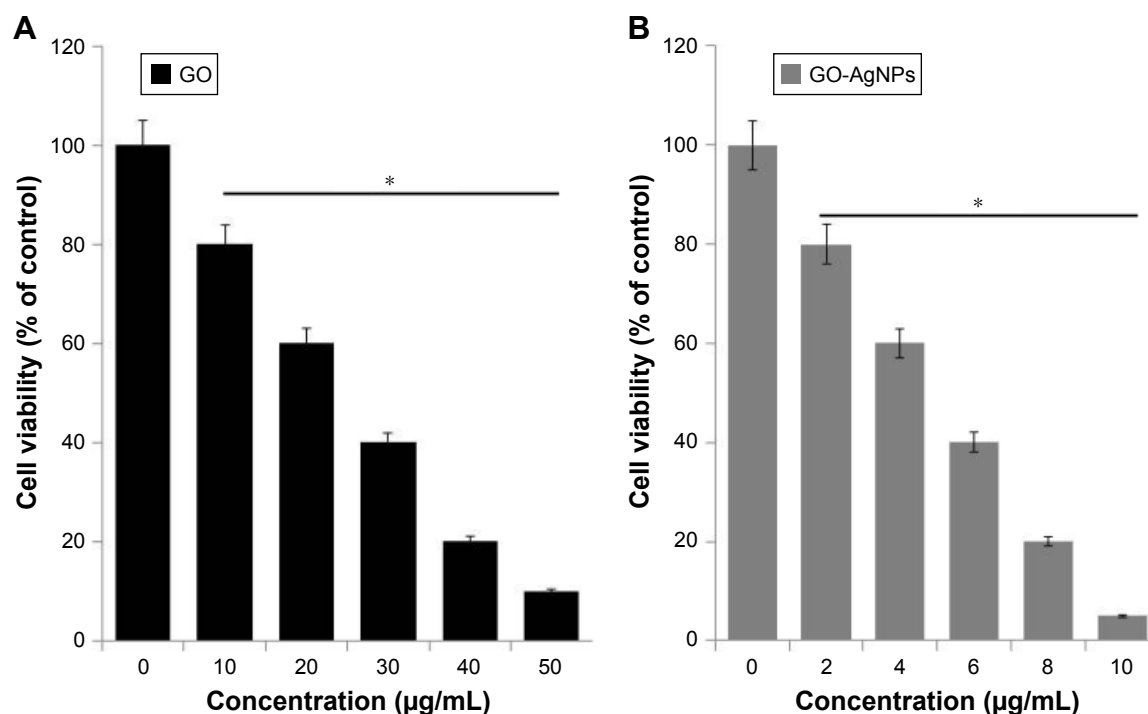 A
120
GO
100
80
60
40
20
0
*
Cell viability (% of control)
0 10 20 30 40 50
Concentration (µg/mL)
B
120
GO-AgNPs
100
80
60
40
20
0
*
Cell viability (% of control)
0 2 4 6 8 10
Concentration (µg/mL)